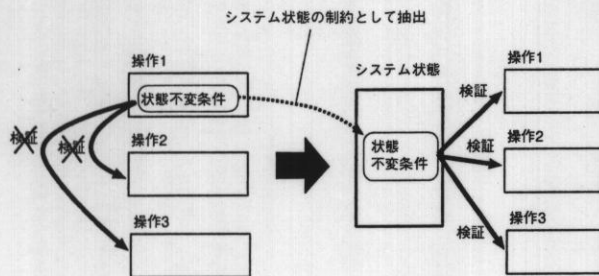 システム状態の制約として抽出
操作1
状態不変条件
検証
検証
操作2
操作3
システム状態
状態
不変条件
検証
検証
検証
操作1
操作2
操作3